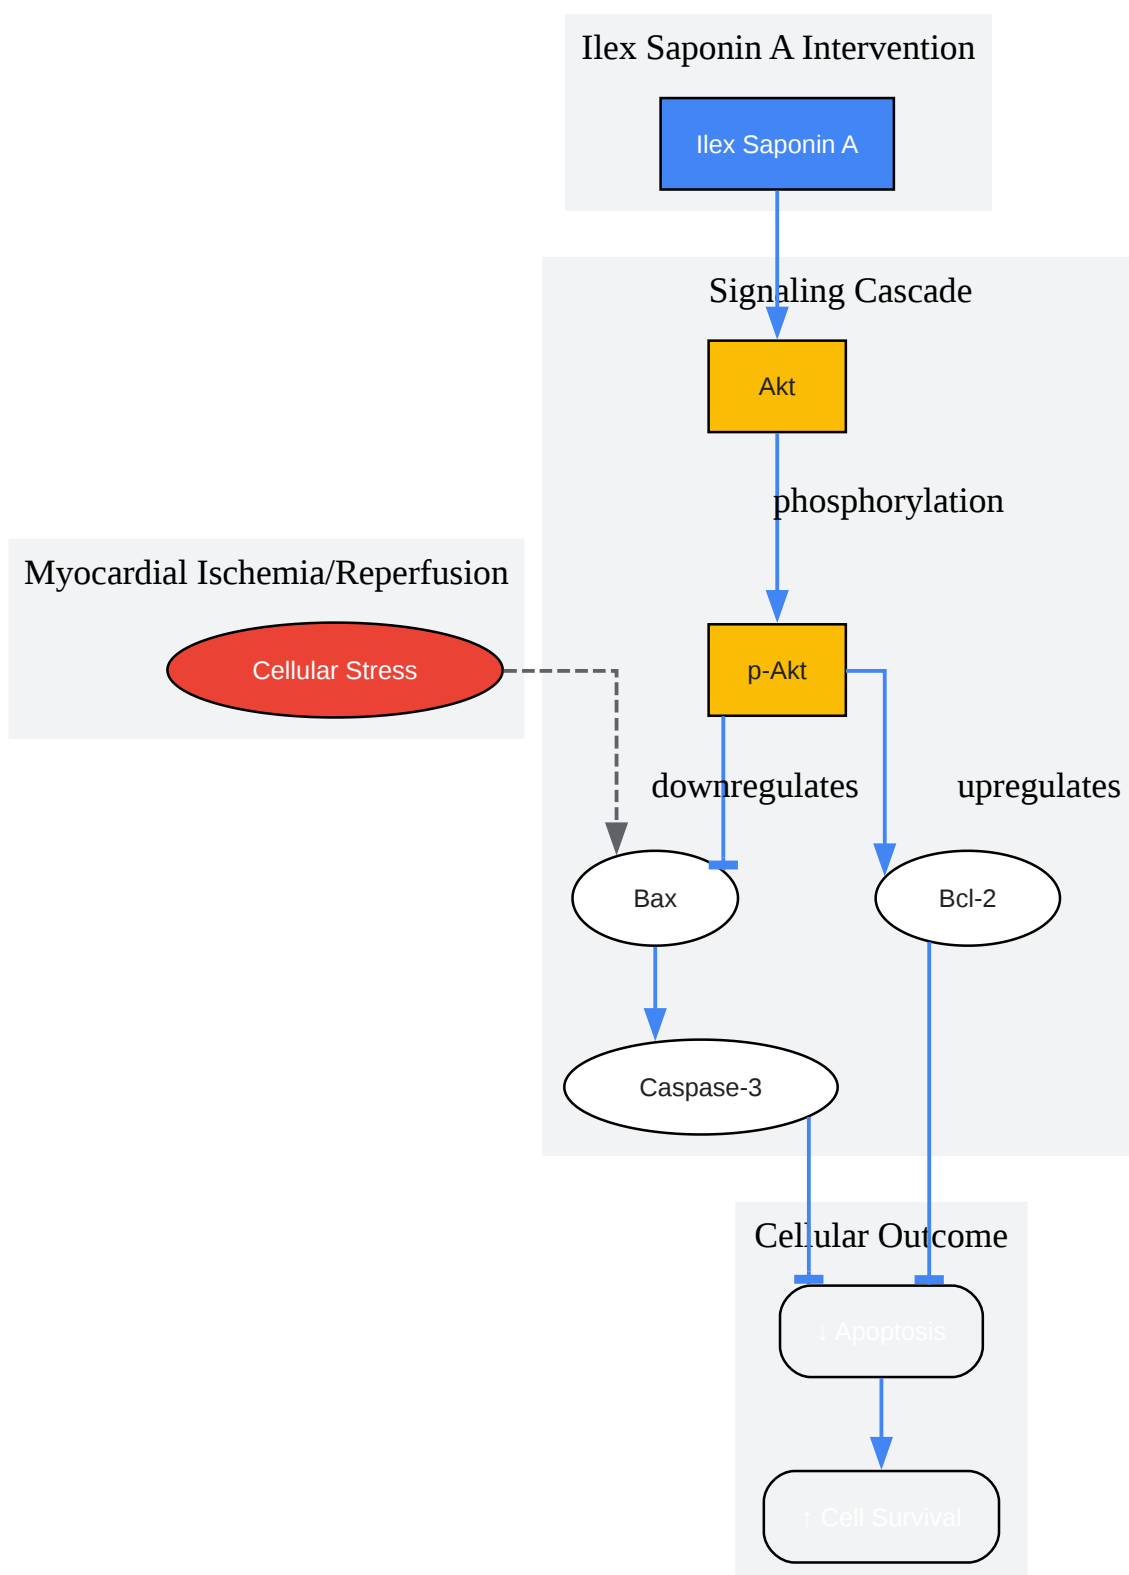 Ilex Saponin A Intervention
Ilex Saponin A
Signaling Cascade
Akt
phosphorylation
Myocardial Ischemia/Reperfusion
Cellular Stress
p-Akt
downregulates
upregulates
Bax
Bcl-2
Caspase-3
Cellular Outcome
↓ Apoptosis
↑ Cell Survival